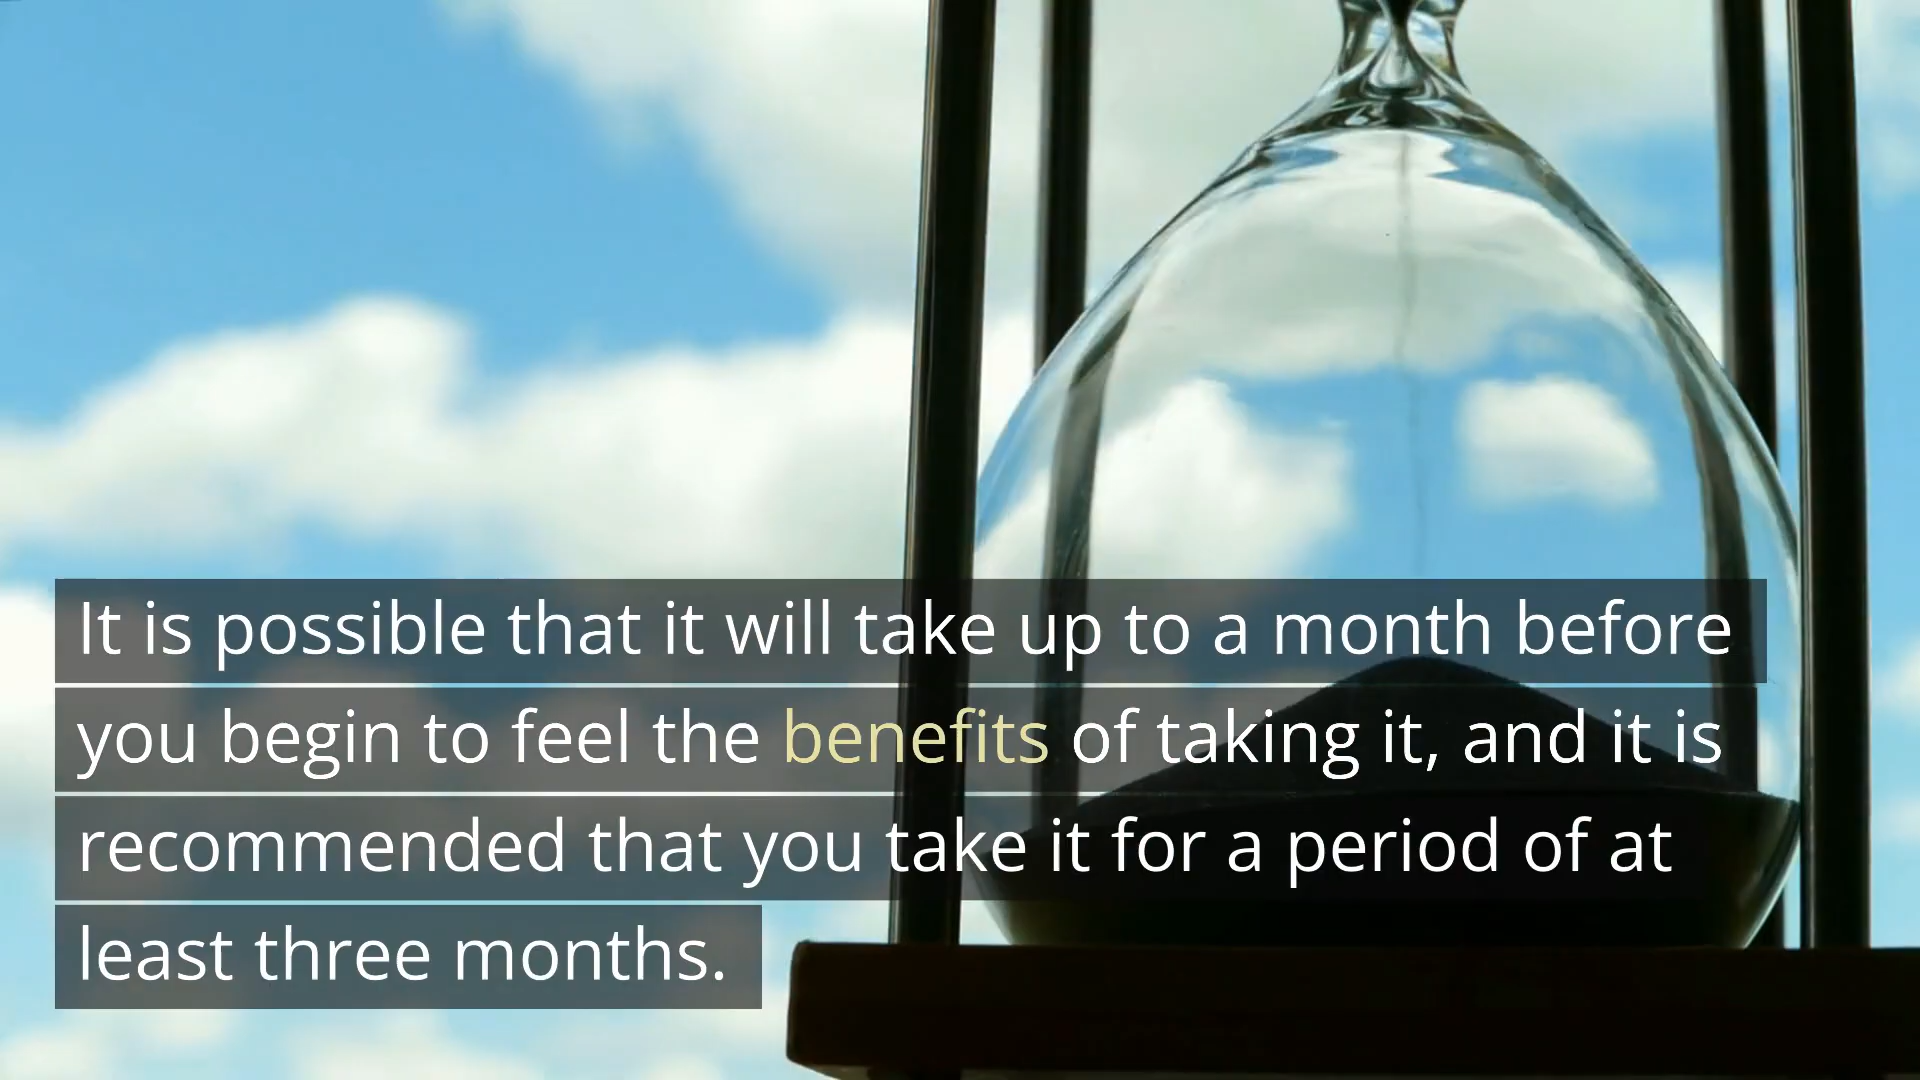 It is possible that it will take up to a month before
you begin to feel the benefits of taking it, and it is
recommended that you take it for a period of at
least three months.